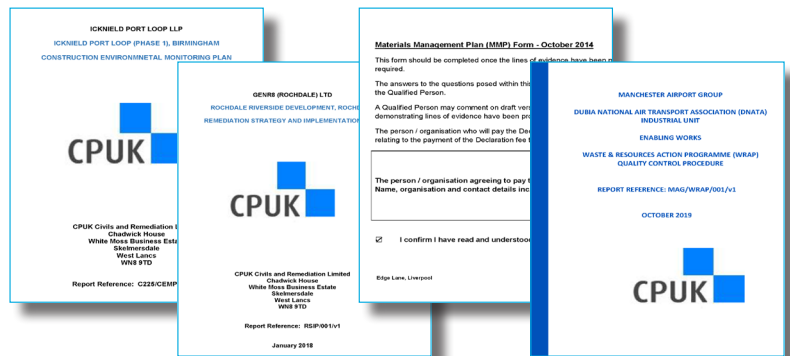 ICKNIELD PORT LOOP LLP
ICKNIELD PORT LOOP (PHASE 1), BIRMINGHAM
CONSTRUCTION ENVIRONMNETAL MONITORING PLAN
CPUK
CPUK Civils and Remediation
Chadwick House
White Moss Business Esta
Skelmersdale
West Lancs
WN8 9TD
Report Reference: C225/CEMP
GENR8 (ROCHDALE) LTD
ROCHDALE RIVERSIDE DEVELOPMENT, ROCHD
REMEDIATION STRATEGY AND IMPLEMENTATION
CPUK
CPUK Civils and Remediation Limited
Chadwick House
White Moss Business Estate
Skelmersdale
West Lancs
WN8 9TD
Report Reference: RSIP/001/v1
January 2018
Materials Management Plan (MMP) Form - October 2014
This form should be completed once the lines of evidence have been
required.
The answers to the questions posed within this
the Qualified Person.
A Qualified Person may comment on draft vers
demonstrating lines of evidence have been pro
The person / organisation who will pay the Dec
relating to the payment of the Declaration fee
The person / organisation agreeing to pay t
Name, organisation and contact details inc
☑ I confirm I have read and understoo
Edge Lane, Liverpool
MANCHESTER AIRPORT GROUP
DUBIA NATIONAL AIR TRANSPORT ASSOCIATION (DNATA)
INDUSTRIAL UNIT
ENABLING WORKS
WASTE & RESOURCES ACTION PROGRAMME (WRAP)
QUALITY CONTROL PROCEDURE
REPORT REFERENCE: MAG/WRAP/001/v1
OCTOBER 2019
CPUK